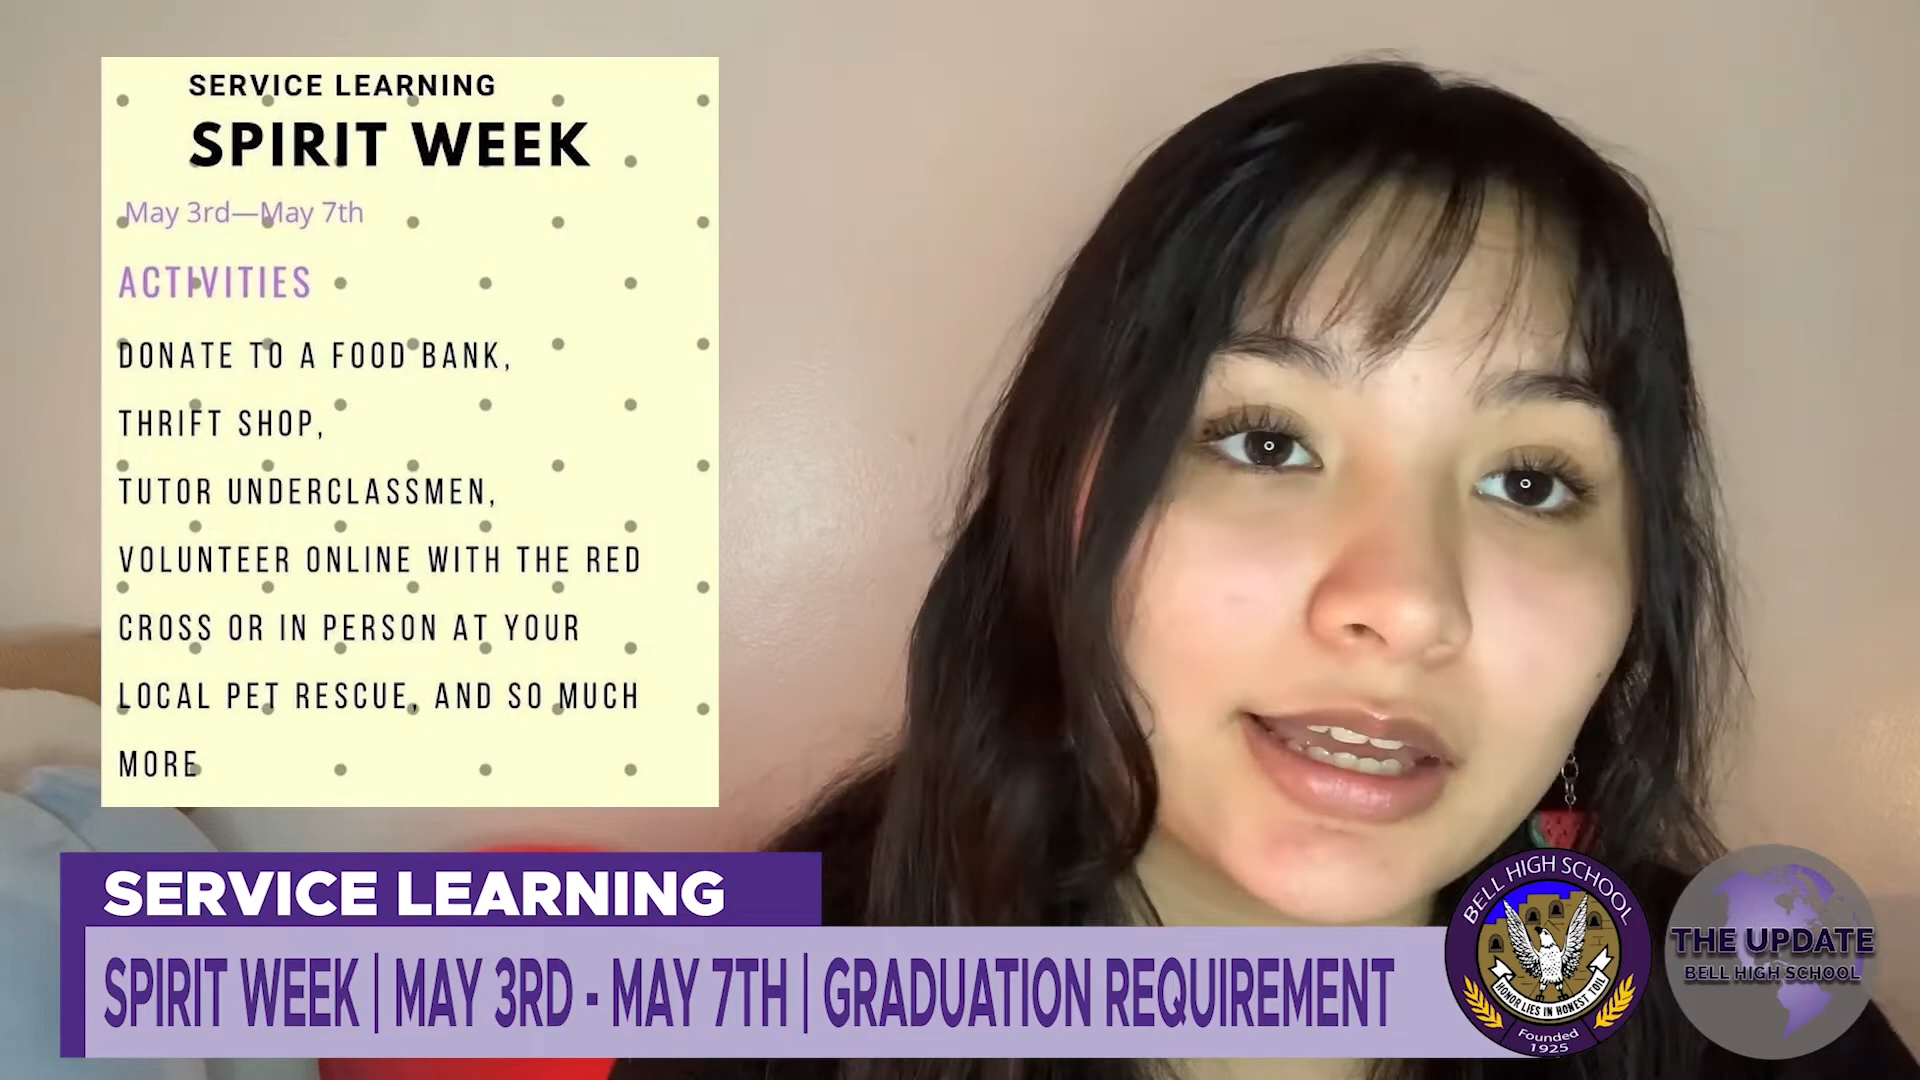 SERVICE LEARNING
SPIRIT WEEK
May 3rd—May 7th
ACTIVITIES
DONATE TO A FOOD BANK,
THRIFT SHOP,
TUTOR UNDERCLASSMEN,
VOLUNTEER ONLINE WITH THE RED
CROSS OR IN PERSON AT YOUR
LOCAL PET RESCUE, AND SO MUCH
MORE
SERVICE LEARNING
SPIRIT WEEK | MAY 3RD - MAY 7TH | GRADUATION REQUIREMENT
BELL HIGH SCHOOL
HONOR LIES IN HONEST TOIL
Founded
1925
THE UPDATE
BELL HIGH SCHOOL